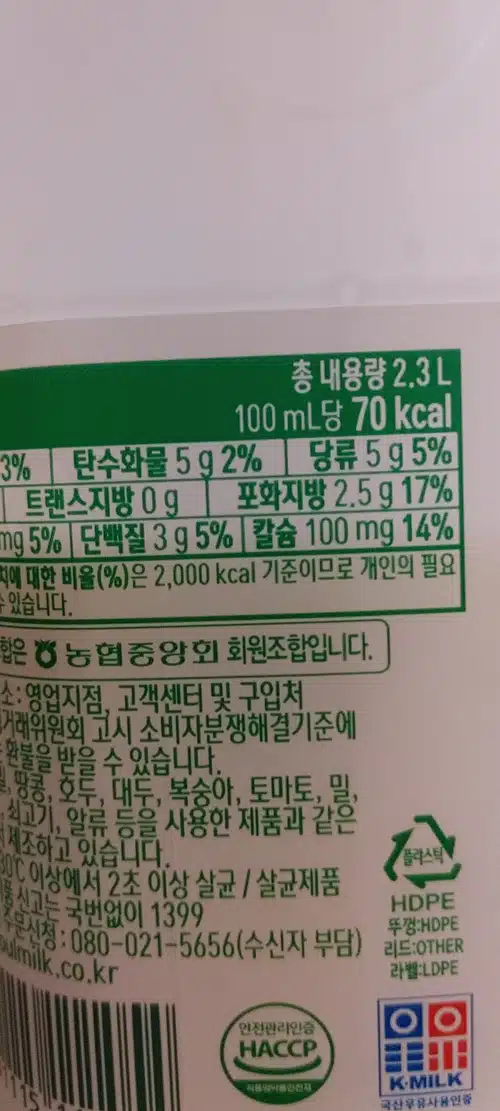 총 내용량 2.3 L
100 mL당 70 kcal
3% 탄수화물 5 g 2% 당류 5 g 5%
트랜스지방 0 g 포화지방 2.5 g 17%
mg 5% 단백질 3 g 5% 칼슘 100 mg 14%
치에 대한 비율(%)은 2,000 kcal 기준이므로 개인의 필요
수 있습니다.
합은 농협중앙회 회원조합입니다.
소: 영업지점, 고객센터 및 구입처
거래위원회 고시 소비자분쟁해결기준에
환불을 받을 수 있습니다.
땅콩, 호두, 대두, 복숭아, 토마토, 밀,
쇠고기, 알류 등을 사용한 제품과 같은
제조하고 있습니다.
30℃ 이상에서 2초 이상 살균 / 살균제품
신고는 국번없이 1399
주문신청 : 080-021-5656(수신자 부담)
oulmilk.co.kr
플라스틱
HDPE
뚜껑:HDPE
리드:OTHER
라벨:LDPE
안전관리인증
HACCP
K·MILK
국산우유사용인증